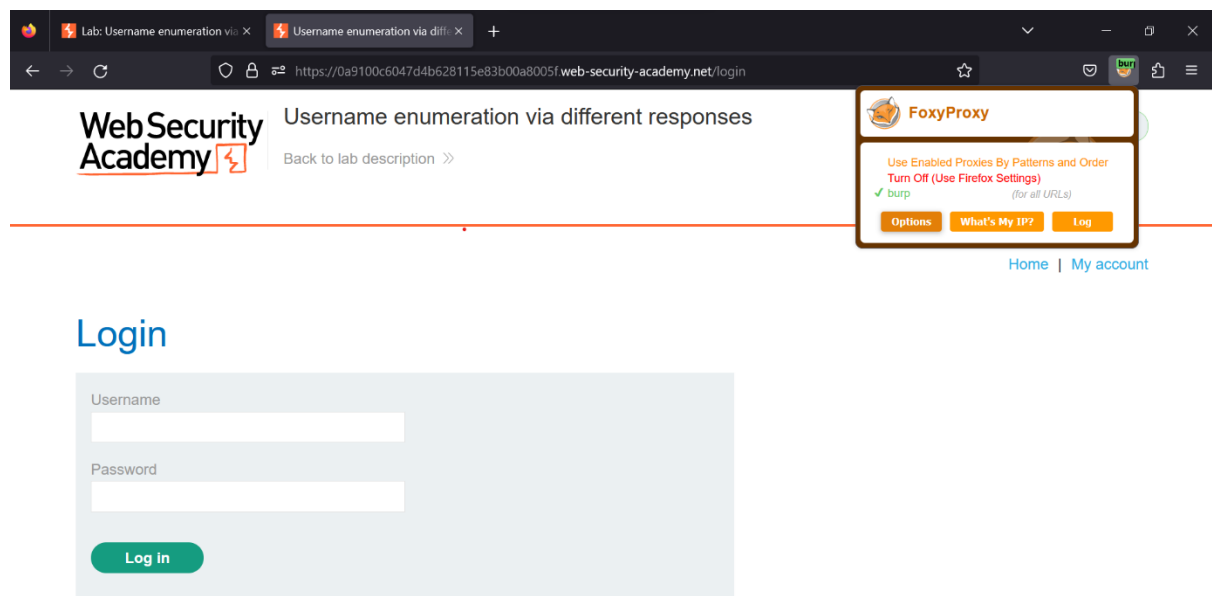 Lab: Username enumeration via
Username enumeration via diffe
https://0a9100c6047d4b628115e83b00a8005f.web-security-academy.net/login
burp
WebSecurity
Academy
Username enumeration via different responses
Back to lab description
FoxyProxy
Use Enabled Proxies By Patterns and Order
Turn Off (Use Firefox Settings)
burp (for all URLs)
Options What's My IP? Log
Home | My account
Login
Username
Password
Log in